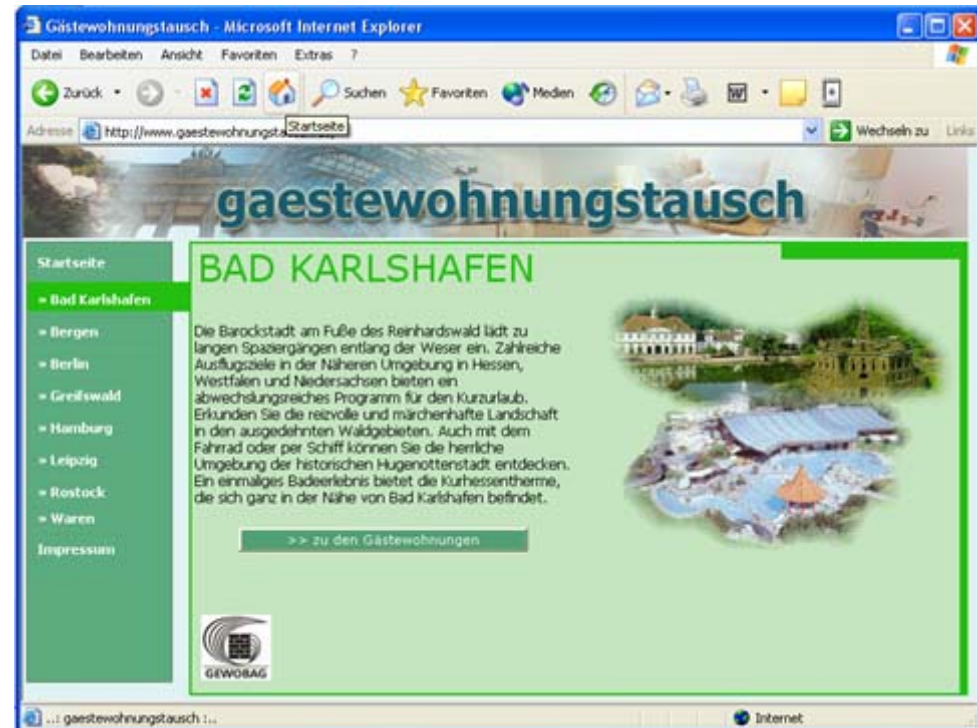 Gästewohnungstausch - Microsoft Internet Explorer
Datei Bearbeiten Ansicht Favoriten Extras ?
Zurück Suchen Favoriten Medien
Adresse http://www.gaestewohnungsta Startseite Wechseln zu Links
gaestewohnungstausch
Startseite
» Bad Karlshafen
» Bergen
» Berlin
» Greifswald
» Hamburg
» Leipzig
» Rostock
» Waren
Impressum
BAD KARLSHAFEN
Die Barockstadt am Fuße des Reinhardswald lädt zu
langen Spaziergängen entlang der Weser ein. Zahlreiche
Ausflugsziele in der Näheren Umgebung in Hessen,
Westfalen und Niedersachsen bieten ein
abwechslungsreiches Programm für den Kurzurlaub.
Erkunden Sie die reizvolle und märchenhafte Landschaft
in den ausgedehnten Waldgebieten. Auch mit dem
Fahrrad oder per Schiff können Sie die herrliche
Umgebung der historischen Hugenottenstadt entdecken.
Ein einmaliges Badeerlebnis bietet die Kurhessentherme,
die sich ganz in der Nähe von Bad Karlshafen befindet.
>> zu den Gästewohnungen
GEWOBAG
..: gaestewohnungstausch :.. Internet